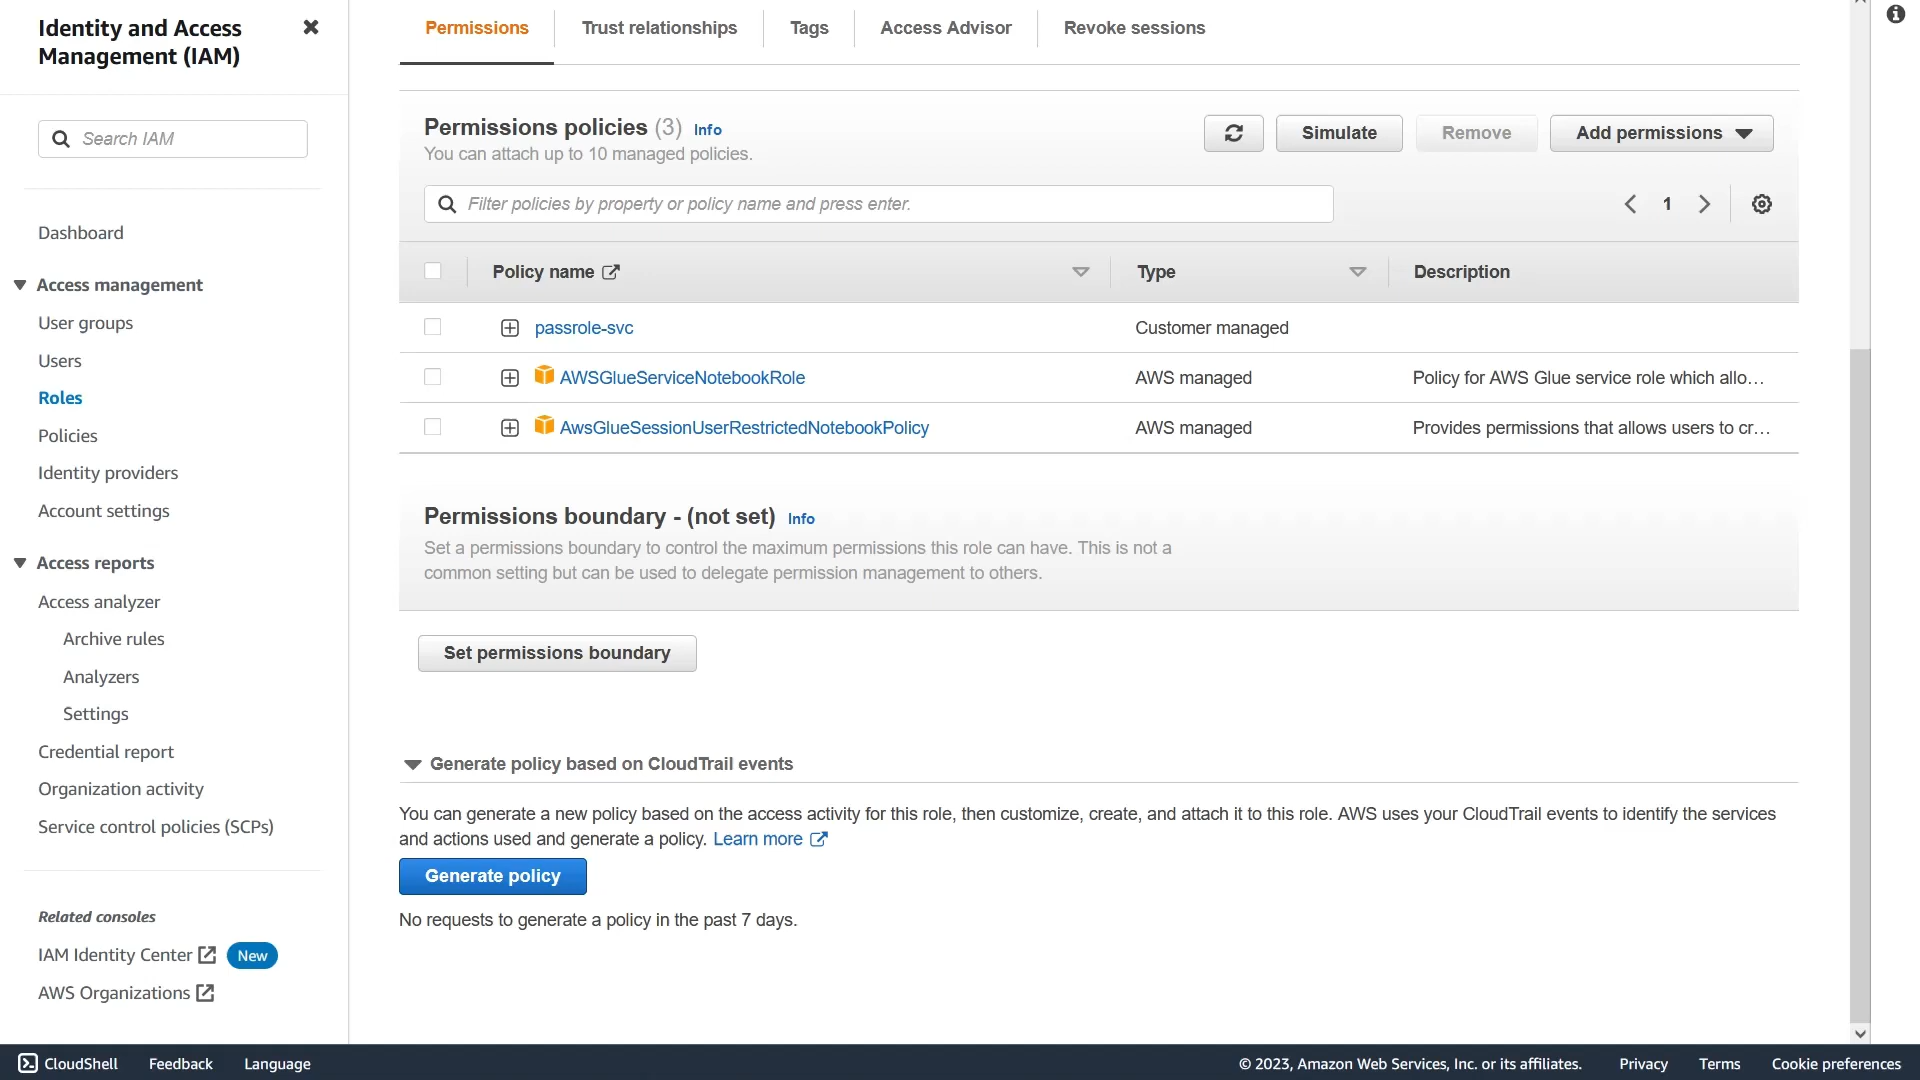 Identity and Access
Management (IAM)
Search IAM
Dashboard
Access management
User groups
Users
Roles
Policies
Identity providers
Account settings
Access reports
Access analyzer
Archive rules
Analyzers
Settings
Credential report
Organization activity
Service control policies (SCPs)
Related consoles
IAM Identity Center New
AWS Organizations
Permissions Trust relationships Tags Access Advisor Revoke sessions
Permissions policies (3) Info
You can attach up to 10 managed policies.
Simulate Remove Add permissions
Filter policies by property or policy name and press enter.
1
Policy name Type Description
passrole-svc Customer managed
AWSGlueServiceNotebookRole AWS managed Policy for AWS Glue service role which allo…
AwsGlueSessionUserRestrictedNotebookPolicy AWS managed Provides permissions that allows users to cr…
Permissions boundary - (not set) Info
Set a permissions boundary to control the maximum permissions this role can have. This is not a
common setting but can be used to delegate permission management to others.
Set permissions boundary
Generate policy based on CloudTrail events
You can generate a new policy based on the access activity for this role, then customize, create, and attach it to this role. AWS uses your CloudTrail events to identify the services
and actions used and generate a policy. Learn more
Generate policy
No requests to generate a policy in the past 7 days.
CloudShell Feedback Language © 2023, Amazon Web Services, Inc. or its affiliates. Privacy Terms Cookie preferences